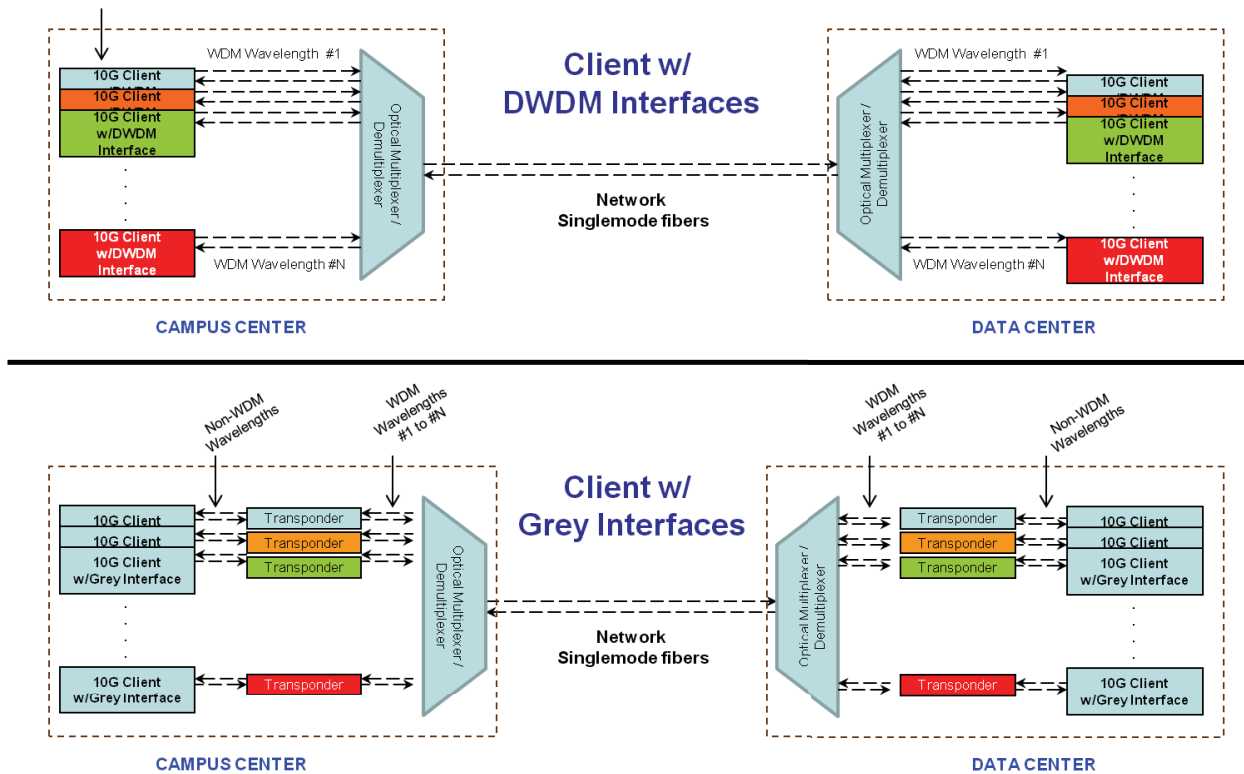 WDM Wavelength #1
10G Client
10G Client
10G Client
w/DWDM
Interface
10G Client
w/DWDM
Interface
WDM Wavelength #N
Optical Multiplexer /
Demultiplexer
CAMPUS CENTER
Client w/
DWDM Interfaces
Network
Singlemode fibers
WDM Wavelength #1
Optical Multiplexer /
Demultiplexer
10G Client
10G Client
10G Client
w/DWDM
Interface
WDM Wavelength #N
10G Client
w/DWDM
Interface
DATA CENTER
Non-WDM
Wavelengths
WDM
Wavelengths
#1 to #N
10G Client
10G Client
10G Client
w/Grey Interface
Transponder
Transponder
Transponder
10G Client
w/Grey Interface
Transponder
Optical Multiplexer /
Demultiplexer
CAMPUS CENTER
Client w/
Grey Interfaces
Network
Singlemode fibers
WDM
Wavelengths
#1 to #N
Non-WDM
Wavelengths
Optical Multiplexer /
Demultiplexer
Transponder
Transponder
Transponder
10G Client
10G Client
10G Client
w/Grey Interface
Transponder
10G Client
w/Grey Interface
DATA CENTER